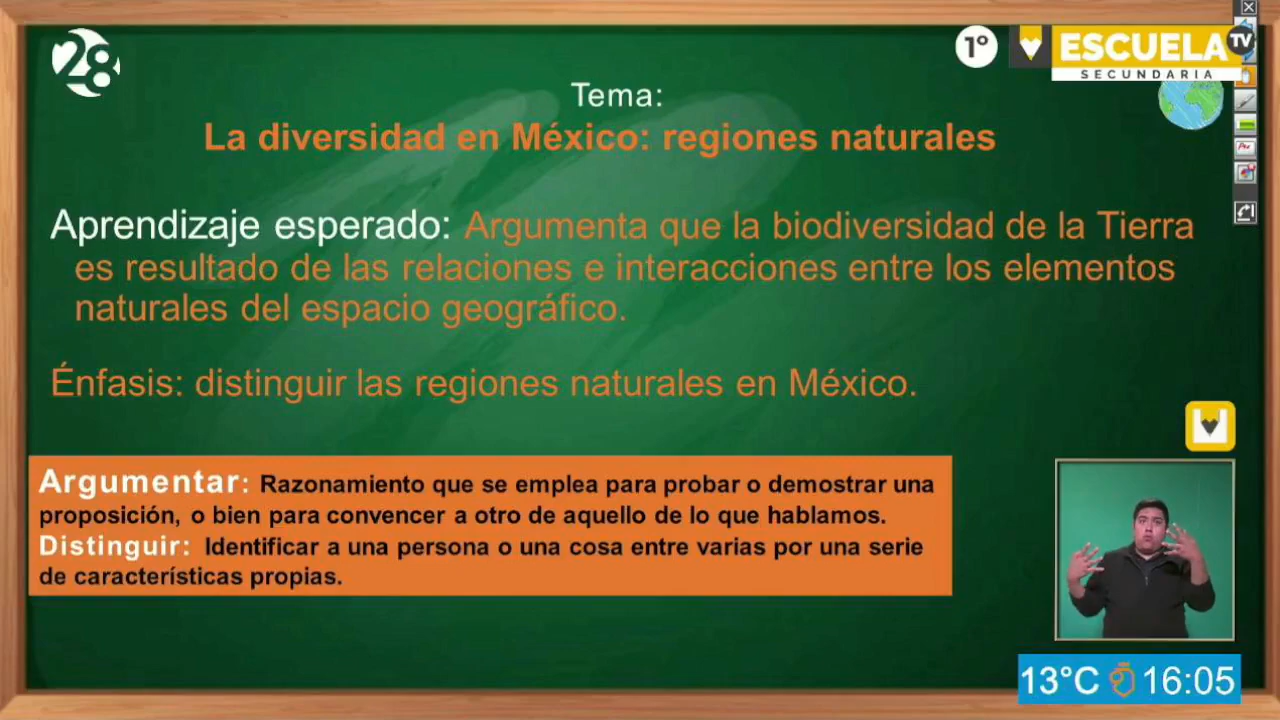 28
1º
ESCUELA TV
SECUNDARIA
Tema:
La diversidad en México: regiones naturales
Aprendizaje esperado: Argumenta que la biodiversidad de la Tierra
es resultado de las relaciones e interacciones entre los elementos
naturales del espacio geográfico.
Énfasis: distinguir las regiones naturales en México.
Argumentar: Razonamiento que se emplea para probar o demostrar una
proposición, o bien para convencer a otro de aquello de lo que hablamos.
Distinguir: Identificar a una persona o una cosa entre varias por una serie
de características propias.
13°C 16:05